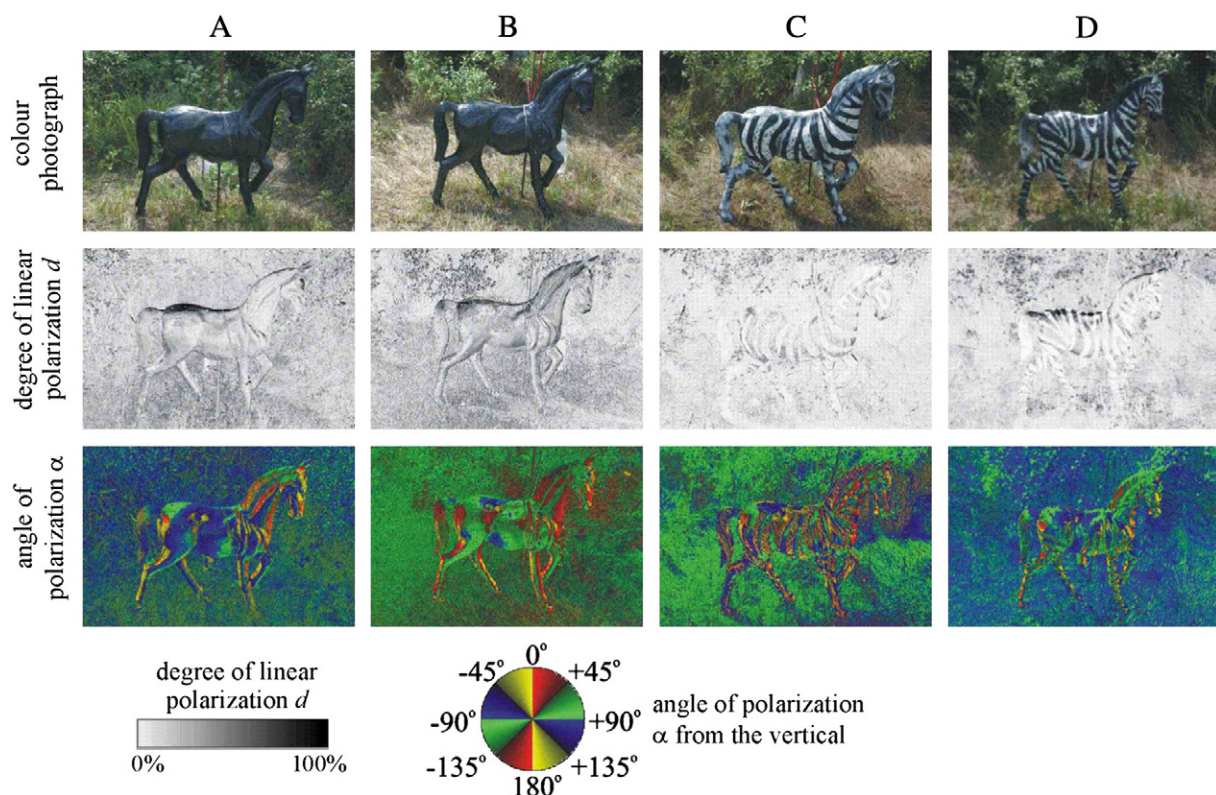 A B C D
colour
photograph
degree of linear
polarization d
angle of
polarization α
degree of linear
polarization d
0% 100%
0°
-45° +45°
-90° +90°
-135° +135°
180°
angle of polarization
α from the vertical